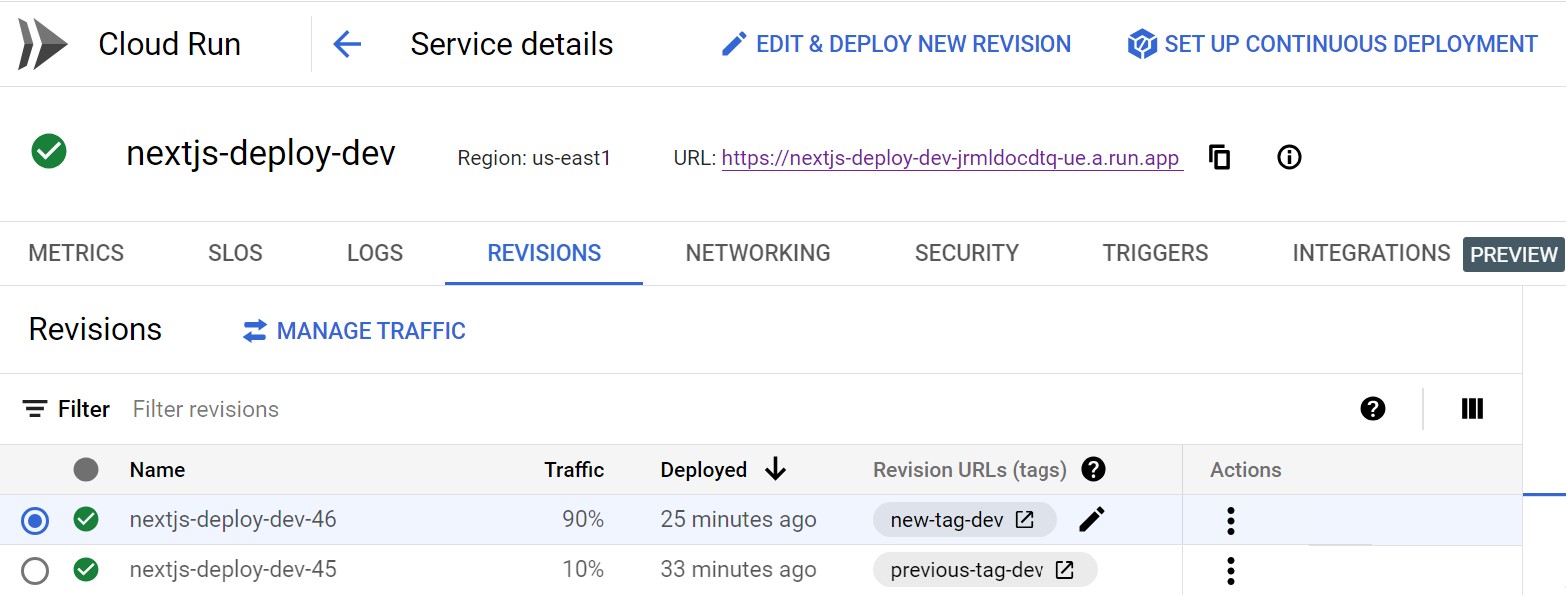 Cloud Run Service details EDIT & DEPLOY NEW REVISION SET UP CONTINUOUS DEPLOYMENT
nextjs-deploy-dev Region: us-east1 URL: https://nextjs-deploy-dev-jrmldocdtq-ue.a.run.app
METRICS SLOS LOGS REVISIONS NETWORKING SECURITY TRIGGERS INTEGRATIONS PREVIEW
Revisions MANAGE TRAFFIC
Filter Filter revisions
Name Traffic Deployed Revision URLs (tags) Actions
nextjs-deploy-dev-46 90% 25 minutes ago new-tag-dev
nextjs-deploy-dev-45 10% 33 minutes ago previous-tag-dev